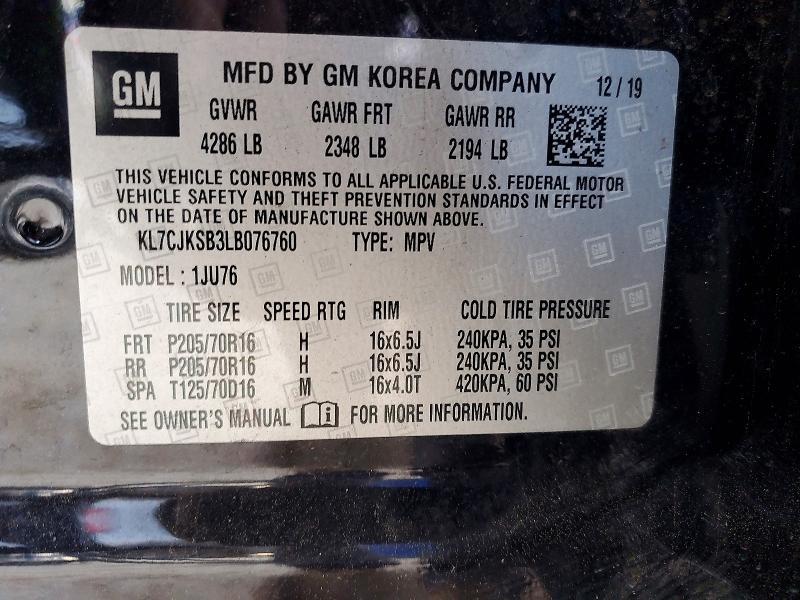 GM MFD BY GM KOREA COMPANY 12/19
GVWR GAWR FRT GAWR RR
4286 LB 2348 LB 2194 LB
THIS VEHICLE CONFORMS TO ALL APPLICABLE U.S. FEDERAL MOTOR
VEHICLE SAFETY AND THEFT PREVENTION STANDARDS IN EFFECT
ON THE DATE OF MANUFACTURE SHOWN ABOVE.
KL7CJKSB3LB076760 TYPE: MPV
MODEL : 1JU76
TIRE SIZE SPEED RTG RIM COLD TIRE PRESSURE
FRT P205/70R16 H 16x6.5J 240KPA, 35 PSI
RR P205/70R16 H 16x6.5J 240KPA, 35 PSI
SPA T125/70D16 M 16x4.0T 420KPA, 60 PSI
SEE OWNER'S MANUAL FOR MORE INFORMATION.